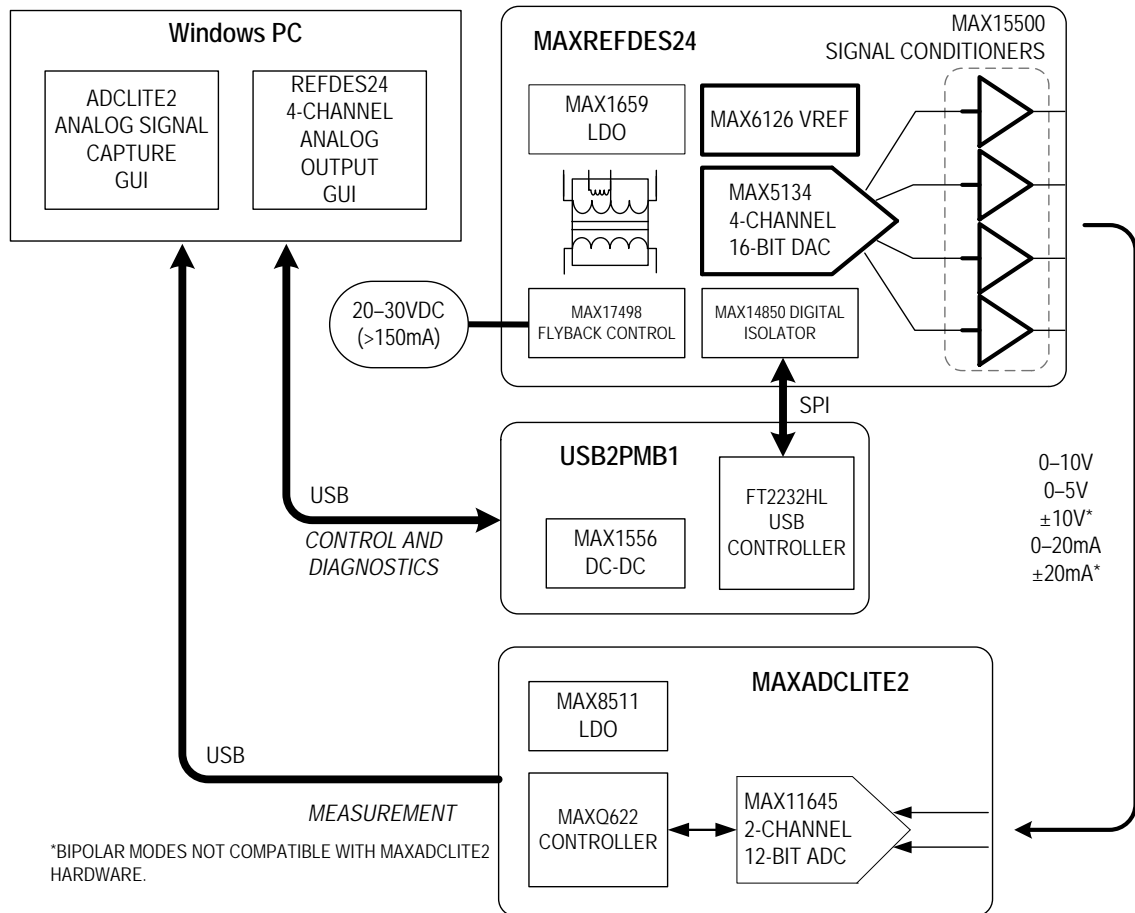 Windows PC
ADCLITE2
ANALOG SIGNAL
CAPTURE
GUI
REFDES24
4-CHANNEL
ANALOG
OUTPUT
GUI
MAXREFDES24
MAX15500
SIGNAL CONDITIONERS
MAX1659
LDO
MAX6126 VREF
MAX5134
4-CHANNEL
16-BIT DAC
20–30VDC
(>150mA)
MAX17498
FLYBACK CONTROL
MAX14850 DIGITAL
ISOLATOR
SPI
USB2PMB1
FT2232HL
USB
CONTROLLER
MAX1556
DC-DC
USB
CONTROL AND
DIAGNOSTICS
0–10V
0–5V
±10V*
0–20mA
±20mA*
MAXADCLITE2
MAX8511
LDO
MAXQ622
CONTROLLER
MAX11645
2-CHANNEL
12-BIT ADC
USB
MEASUREMENT
*BIPOLAR MODES NOT COMPATIBLE WITH MAXADCLITE2
HARDWARE.